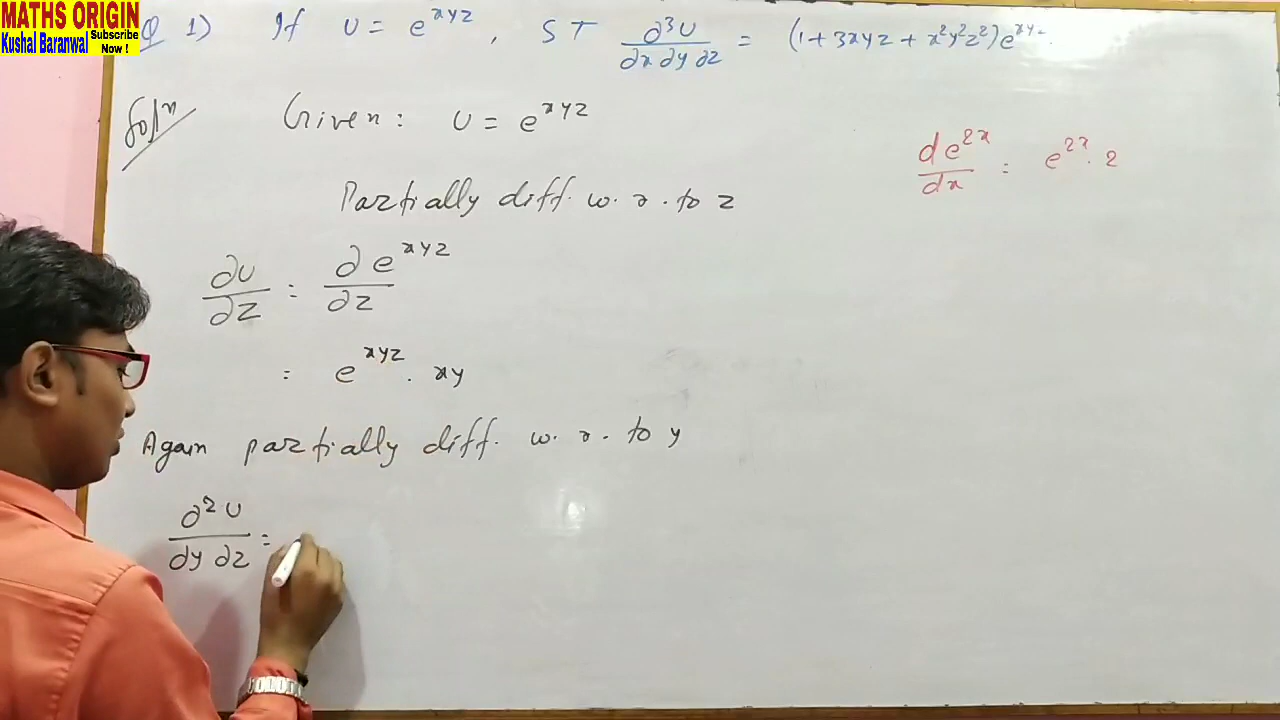 MATHS ORIGIN
Kushal Baranwal Subscribe Now !
Q 1) If U = e^xyz , ST ∂³U/∂x ∂y ∂z = (1 + 3xyz + x²y²z²)e^xyz.
Solⁿ Given: U = e^xyz
de^2x/dx = e^2x . 2
Partially diff. w. r. to z
∂U/∂z = ∂ e^xyz/∂z
= e^xyz . xy
Again partially diff. w. r. to y
∂²U/∂y ∂z =